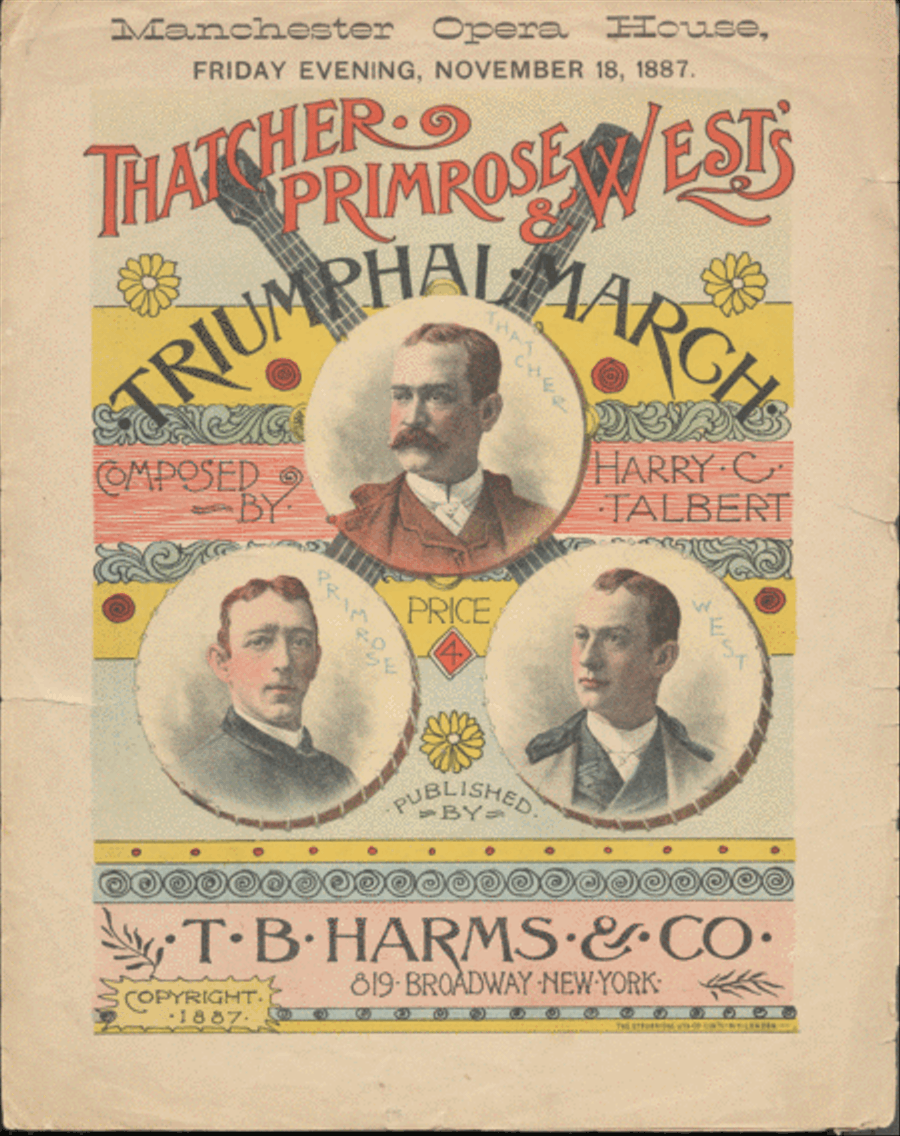 Manchester Opera House,
FRIDAY EVENING, NOVEMBER 18, 1887.
THATCHER
PRIMROSE
& WEST'S
TRIUMPHAL·MARCH·
THATCHER
COMPOSED
BY·
HARRY·C·
·TALBERT
PRIMROSE
PRICE
4
WEST
·PUBLISHED·
=BY=
·T·B·HARMS·&·CO·
819·BROADWAY·NEW·YORK·
COPYRIGHT·
·1887·